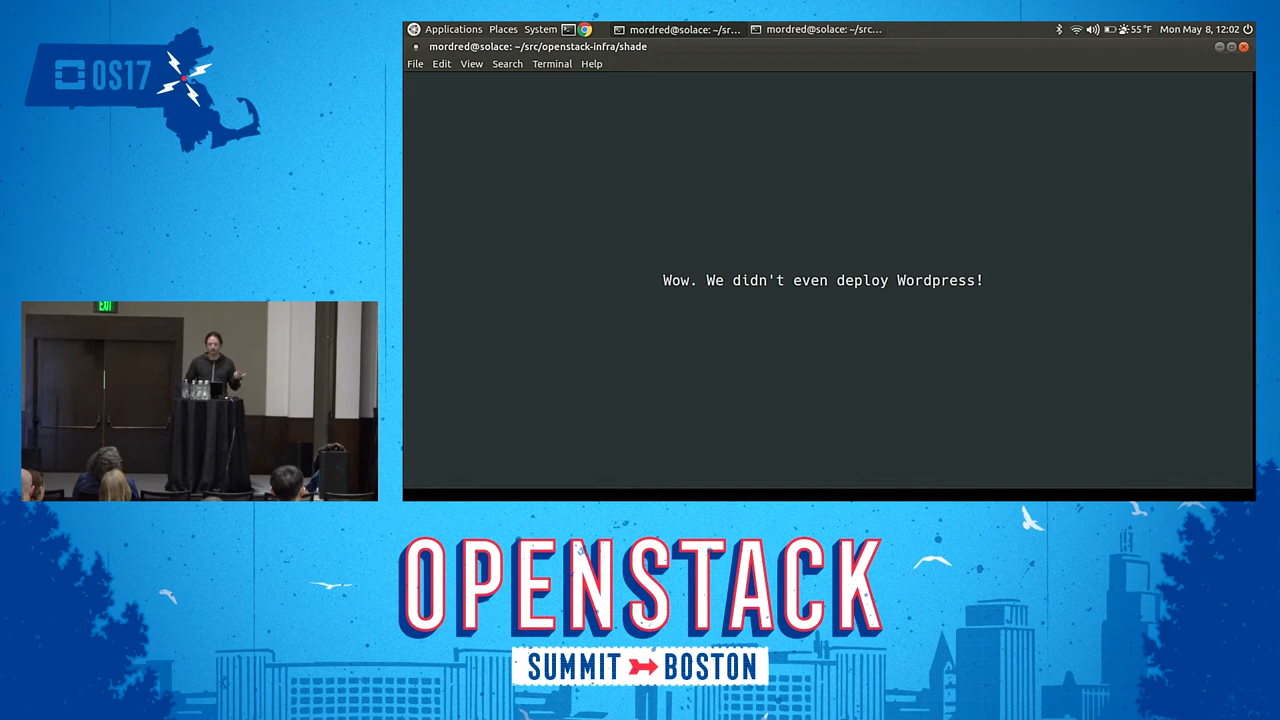 OS17
Applications Places System mordred@solace: ~/sr... mordred@solace: ~/src... 55 °F Mon May 8, 12:02
mordred@solace: ~/src/openstack-infra/shade
File Edit View Search Terminal Help
Wow. We didn't even deploy Wordpress!
EXIT
OPENSTACK
SUMMIT BOSTON